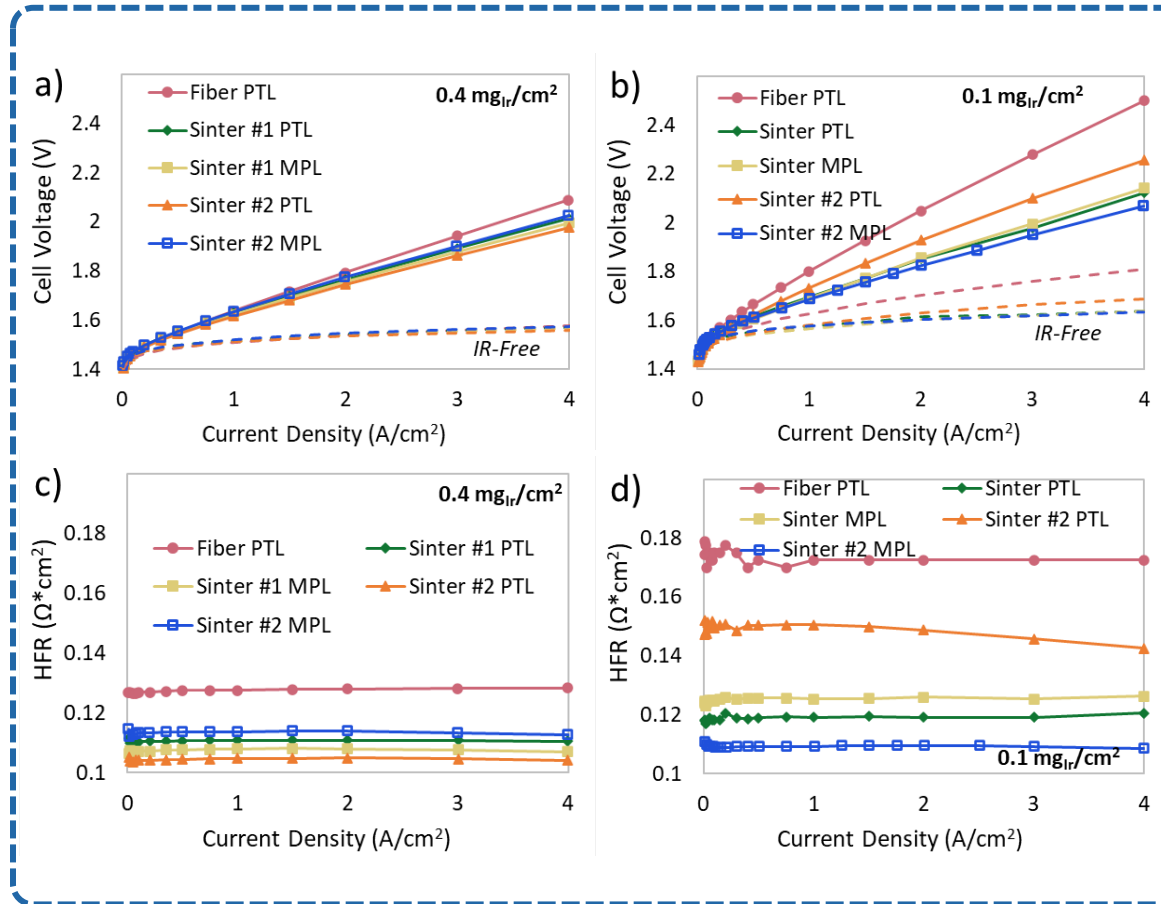 a)
0.4 mgIr/cm²
Fiber PTL
Sinter #1 PTL
Sinter #1 MPL
Sinter #2 PTL
Sinter #2 MPL
Cell Voltage (V)
2.4
2.2
2
1.8
1.6
1.4
IR-Free
0 1 2 3 4
Current Density (A/cm²)
b)
0.1 mgIr/cm²
Fiber PTL
Sinter PTL
Sinter MPL
Sinter #2 PTL
Sinter #2 MPL
Cell Voltage (V)
2.4
2.2
2
1.8
1.6
1.4
IR-Free
0 1 2 3 4
Current Density (A/cm²)
c)
0.4 mgIr/cm²
Fiber PTL Sinter #1 PTL
Sinter #1 MPL Sinter #2 PTL
Sinter #2 MPL
HFR (Ω*cm²)
0.18
0.16
0.14
0.12
0.1
0 1 2 3 4
Current Density (A/cm²)
d)
Fiber PTL Sinter PTL
Sinter MPL Sinter #2 PTL
Sinter #2 MPL
HFR (Ω*cm²)
0.18
0.16
0.14
0.12
0.1
0.1 mgIr/cm²
0 1 2 3 4
Current Density (A/cm²)